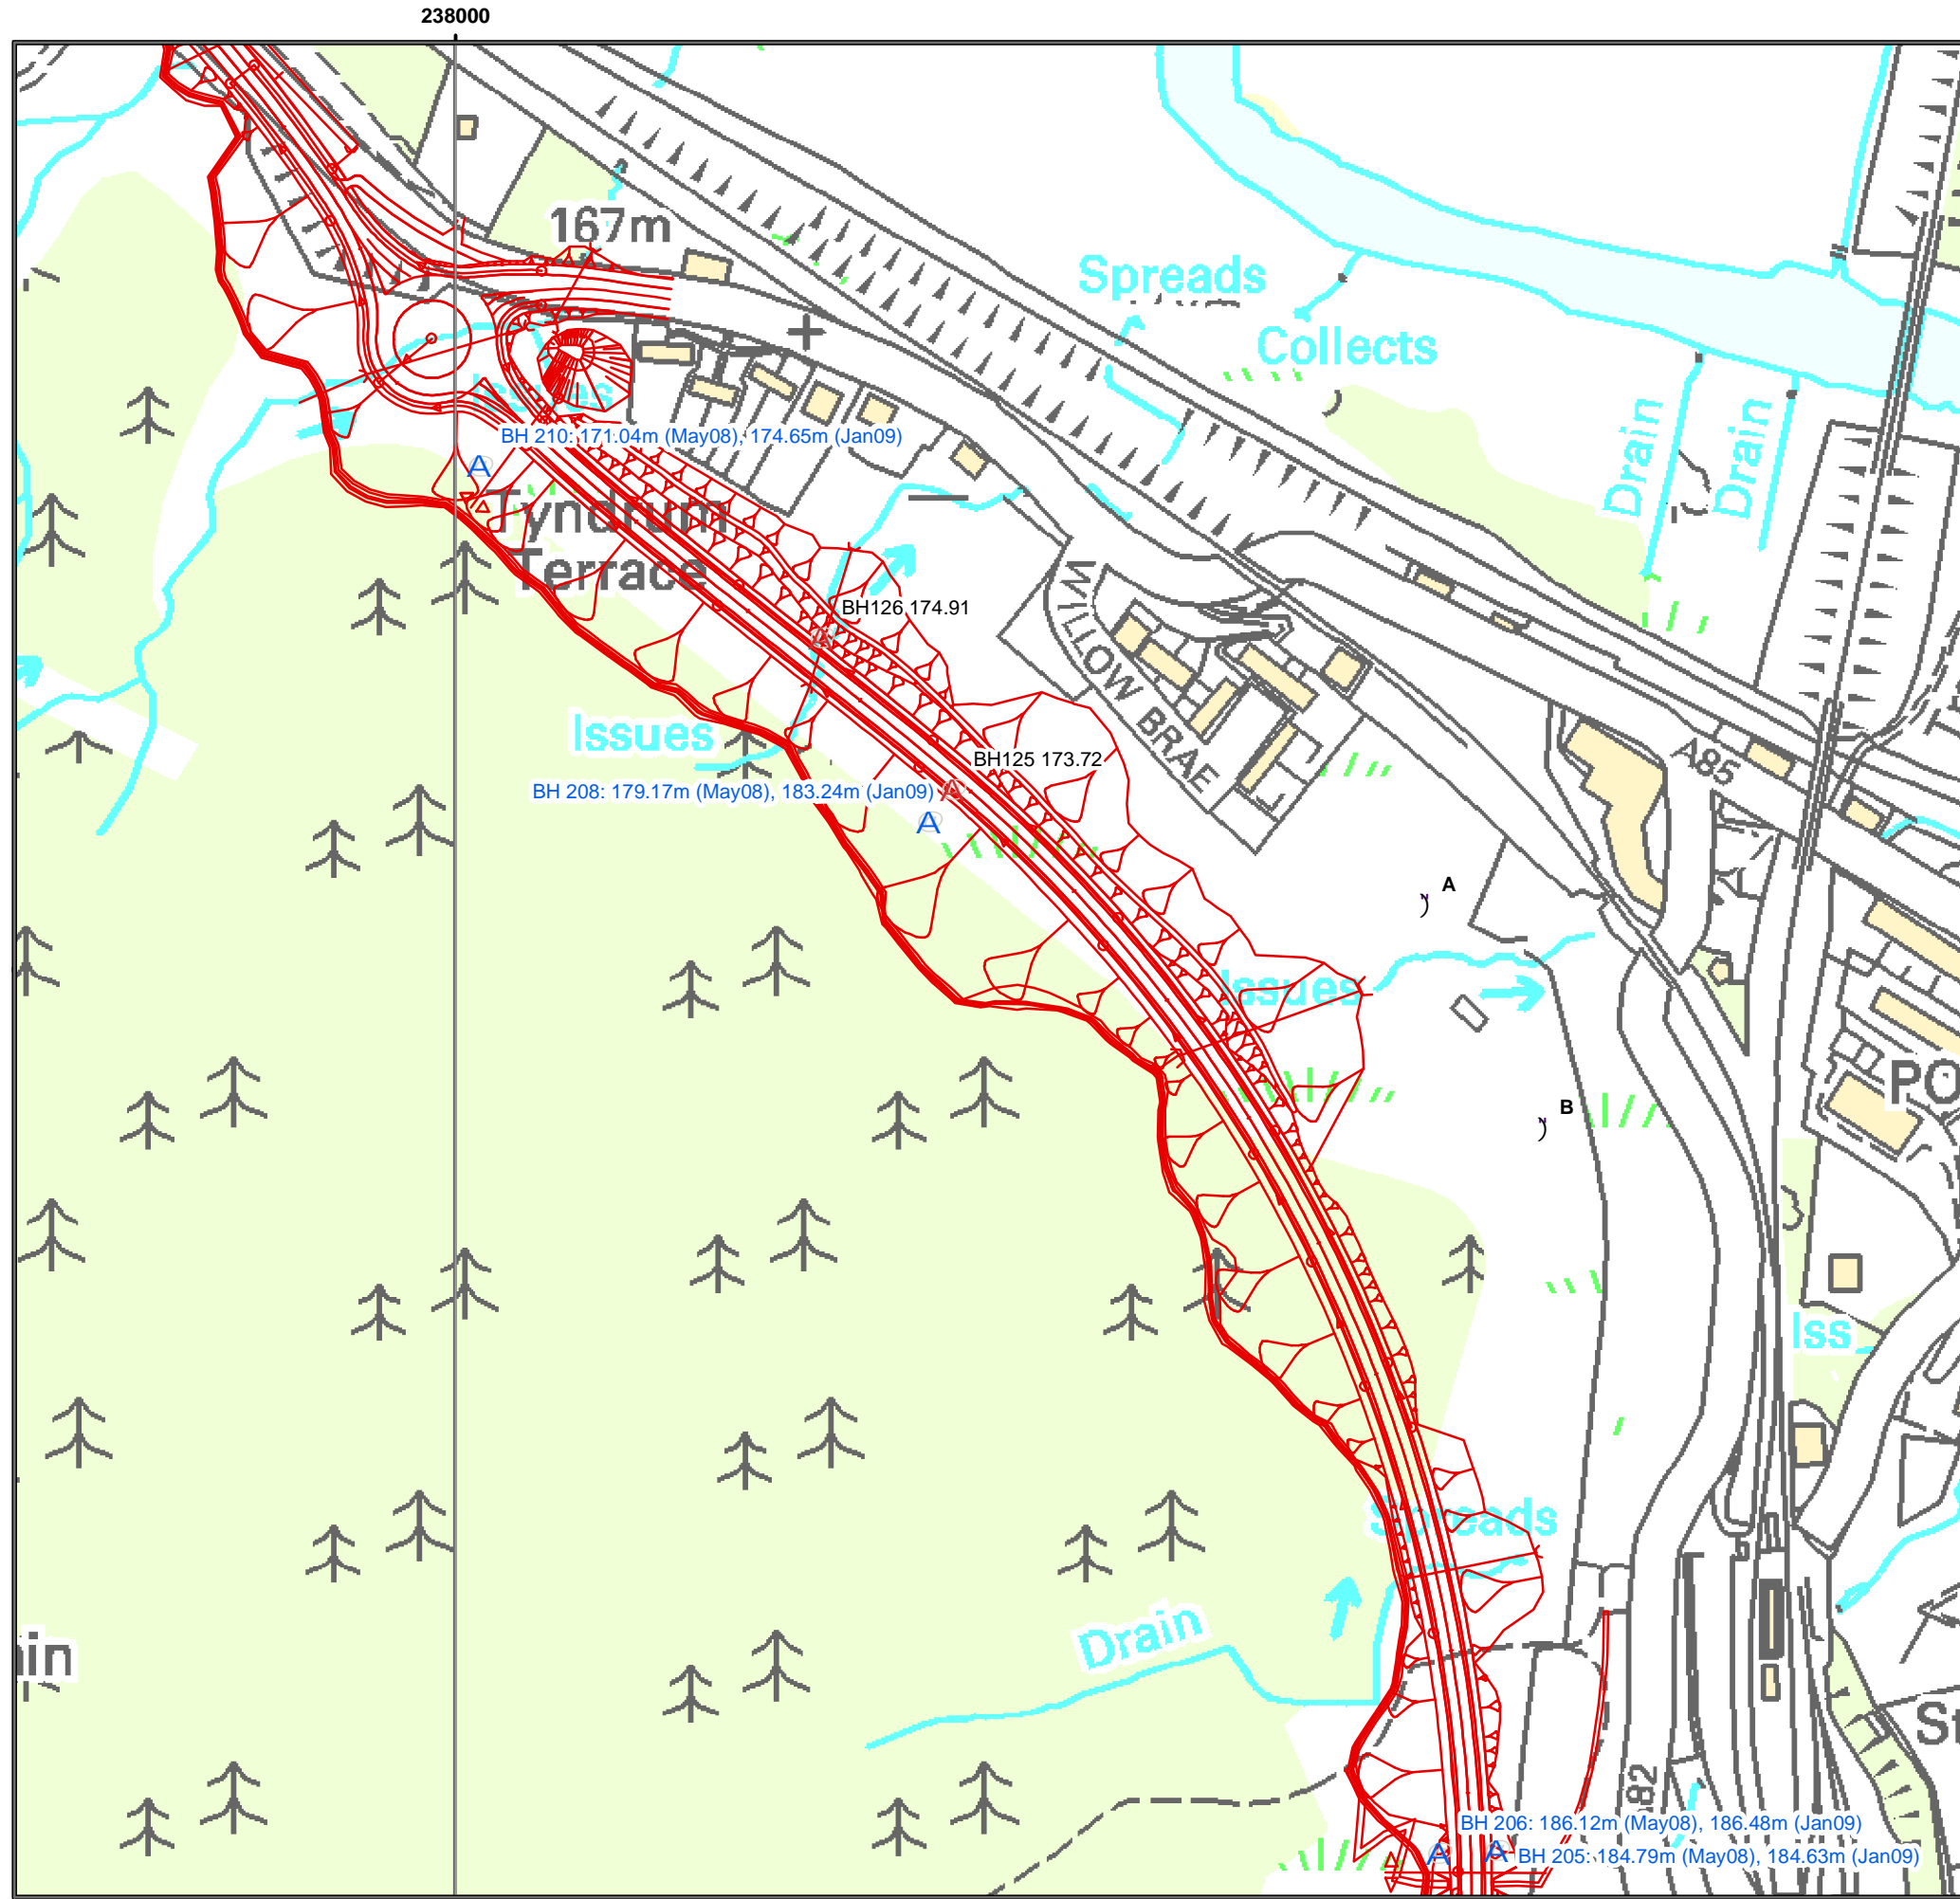 238000
167m
Spreads
Collects
Drain
Drain
Issues
BH 210: 171.04m (May08), 174.65m (Jan09)
A
Tyndrum
Terrace
BH126 174.91
WILLOW BRAE
Issues
BH125 173.72
A85
BH 208: 179.17m (May08), 183.24m (Jan09)
A
A
Issues
PO
B
Iss
Spreads
Drain
in
St
82
BH 206: 186.12m (May08), 186.48m (Jan09)
A
A
BH 205: 184.79m (May08), 184.63m (Jan09)